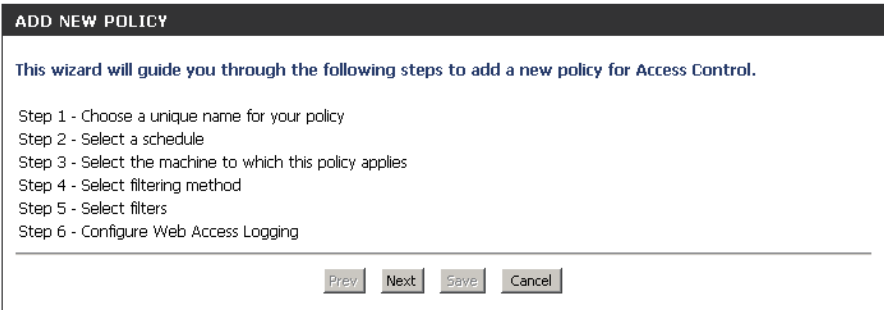 ADD NEW POLICY
This wizard will guide you through the following steps to add a new policy for Access Control.
Step 1 - Choose a unique name for your policy
Step 2 - Select a schedule
Step 3 - Select the machine to which this policy applies
Step 4 - Select filtering method
Step 5 - Select filters
Step 6 - Configure Web Access Logging
Prev Next Save Cancel